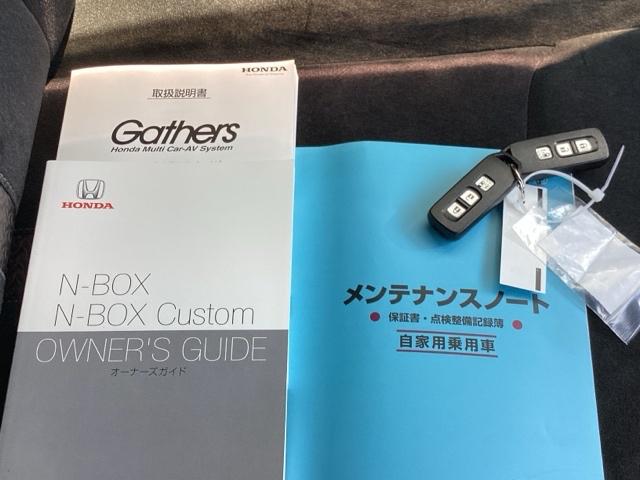 HONDA
取扱説明書
Gathers
Honda Multi Car-AV System
HONDA
N-BOX
N-BOX Custom
OWNER'S GUIDE
オーナーズガイド
メンテナンスノート
保証書・点検整備記録簿
自家用乗用車